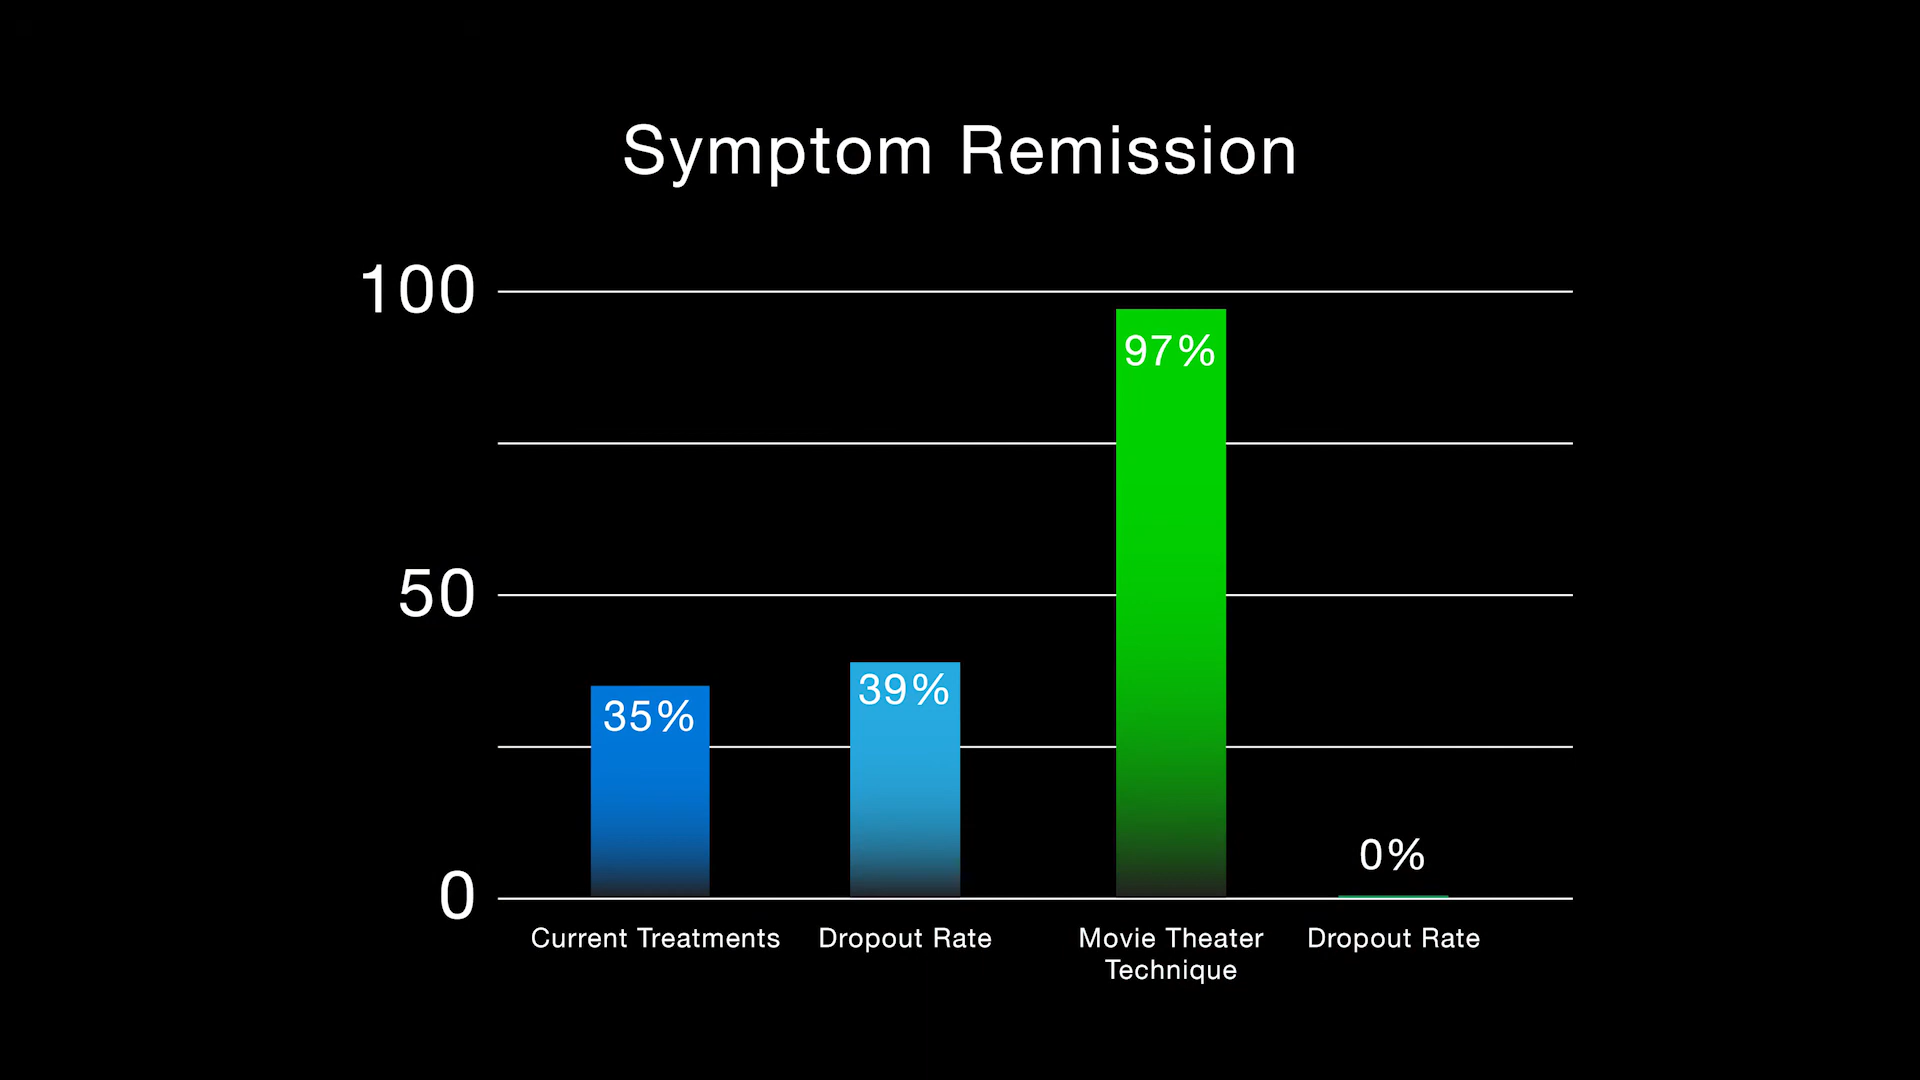 Symptom Remission
100
97%
50
39%
35%
0%
0
Current Treatments
Dropout Rate
Movie Theater
Technique
Dropout Rate